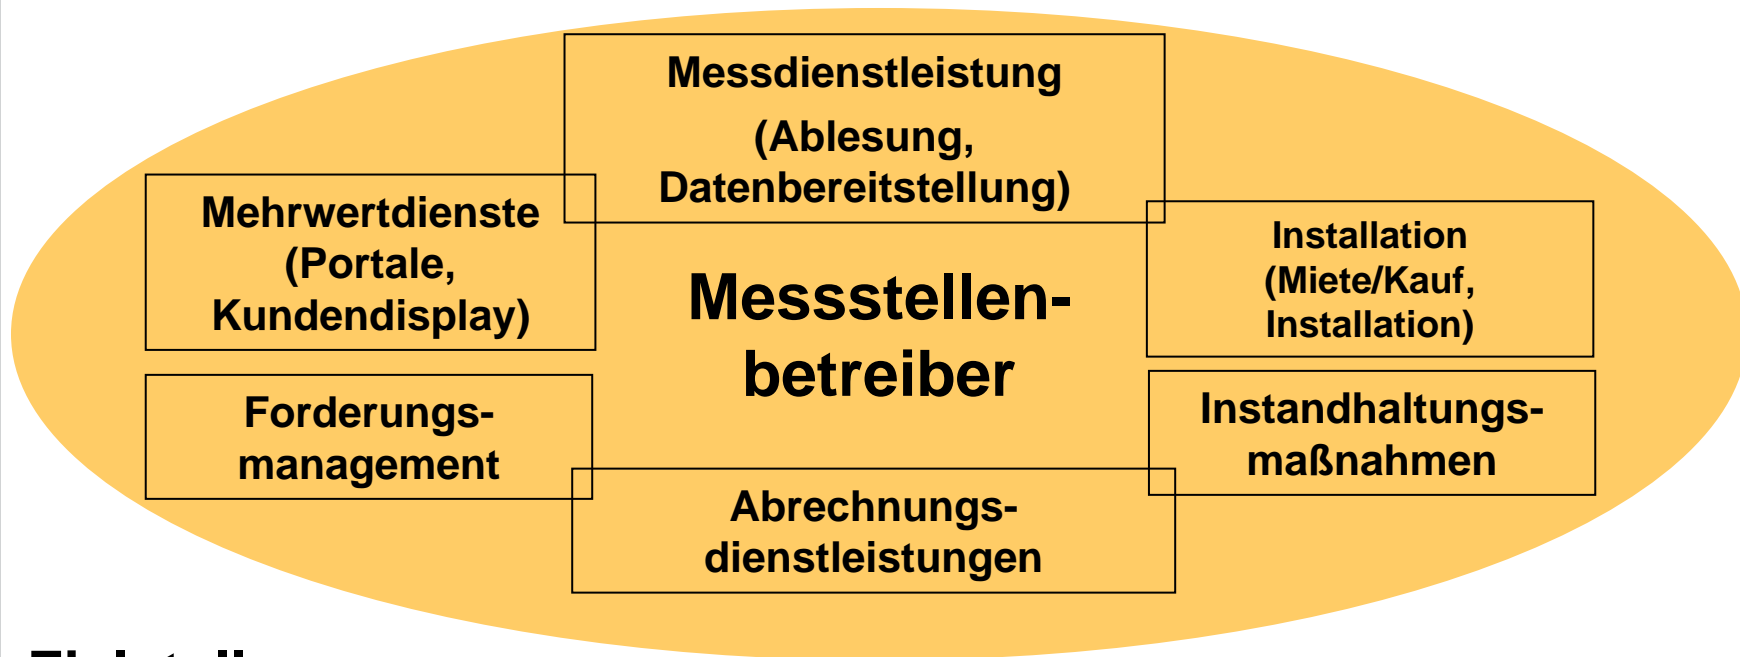 Messdienstleistung
(Ablesung,
Datenbereitstellung)
Mehrwertdienste
(Portale,
Kundendisplay)
Installation
(Miete/Kauf,
Installation)
Messstellen-
betreiber
Forderungs-
management
Instandhaltungs-
maßnahmen
Abrechnungs-
dienstleistungen